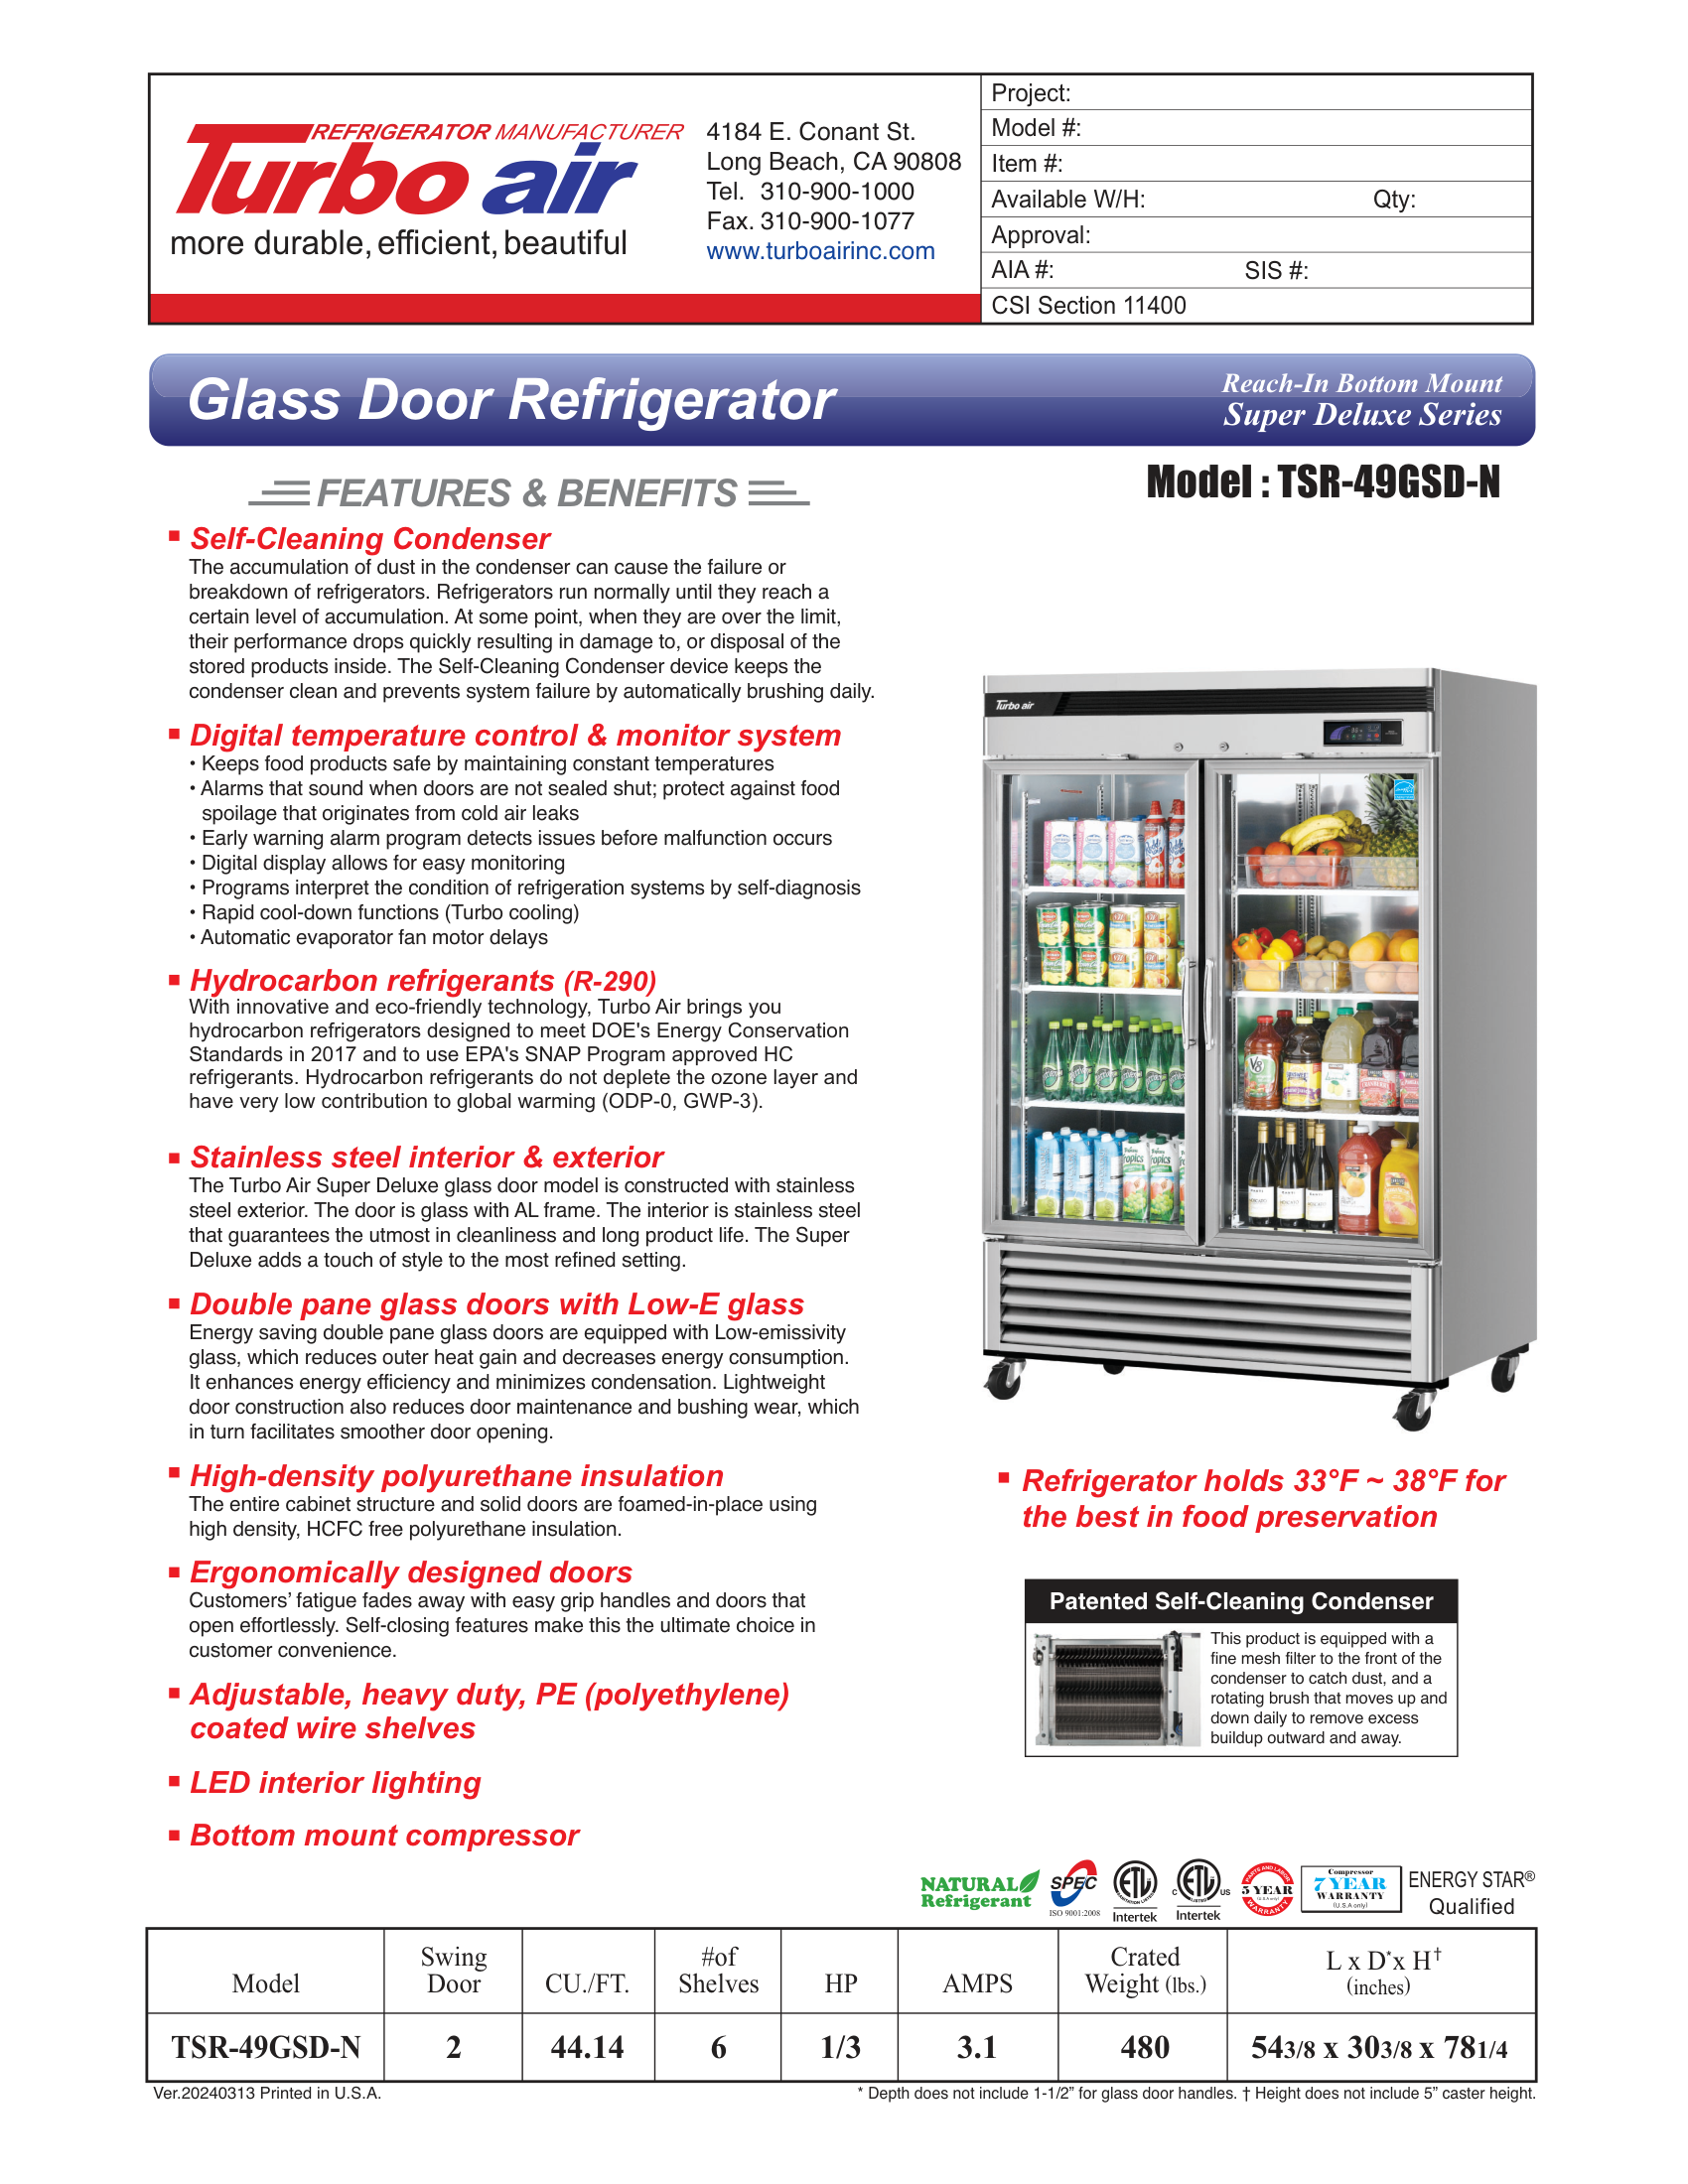 REFRIGERATOR MANUFACTURER
Turbo air
more durable, efficient, beautiful
4184 E. Conant St.
Long Beach, CA 90808
Tel. 310-900-1000
Fax. 310-900-1077
www.turboairinc.com
Project:
Model #:
Item #:
Available W/H: Qty:
Approval:
AIA #: SIS #:
CSI Section 11400
Glass Door Refrigerator
Reach-In Bottom Mount
Super Deluxe Series
FEATURES & BENEFITS
Model : TSR-49GSD-N
Self-Cleaning Condenser
The accumulation of dust in the condenser can cause the failure or
breakdown of refrigerators. Refrigerators run normally until they reach a
certain level of accumulation. At some point, when they are over the limit,
their performance drops quickly resulting in damage to, or disposal of the
stored products inside. The Self-Cleaning Condenser device keeps the
condenser clean and prevents system failure by automatically brushing daily.
Digital temperature control & monitor system
• Keeps food products safe by maintaining constant temperatures
• Alarms that sound when doors are not sealed shut; protect against food
spoilage that originates from cold air leaks
• Early warning alarm program detects issues before malfunction occurs
• Digital display allows for easy monitoring
• Programs interpret the condition of refrigeration systems by self-diagnosis
• Rapid cool-down functions (Turbo cooling)
• Automatic evaporator fan motor delays
Hydrocarbon refrigerants (R-290)
With innovative and eco-friendly technology, Turbo Air brings you
hydrocarbon refrigerators designed to meet DOE's Energy Conservation
Standards in 2017 and to use EPA's SNAP Program approved HC
refrigerants. Hydrocarbon refrigerants do not deplete the ozone layer and
have very low contribution to global warming (ODP-0, GWP-3).
Stainless steel interior & exterior
The Turbo Air Super Deluxe glass door model is constructed with stainless
steel exterior. The door is glass with AL frame. The interior is stainless steel
that guarantees the utmost in cleanliness and long product life. The Super
Deluxe adds a touch of style to the most refined setting.
Double pane glass doors with Low-E glass
Energy saving double pane glass doors are equipped with Low-emissivity
glass, which reduces outer heat gain and decreases energy consumption.
It enhances energy efficiency and minimizes condensation. Lightweight
door construction also reduces door maintenance and bushing wear, which
in turn facilitates smoother door opening.
High-density polyurethane insulation
The entire cabinet structure and solid doors are foamed-in-place using
high density, HCFC free polyurethane insulation.
Ergonomically designed doors
Customers' fatigue fades away with easy grip handles and doors that
open effortlessly. Self-closing features make this the ultimate choice in
customer convenience.
Adjustable, heavy duty, PE (polyethylene)
coated wire shelves
LED interior lighting
Bottom mount compressor
Turbo air
V8
Refrigerator holds 33°F ~ 38°F for
the best in food preservation
Patented Self-Cleaning Condenser
This product is equipped with a
fine mesh filter to the front of the
condenser to catch dust, and a
rotating brush that moves up and
down daily to remove excess
buildup outward and away.
NATURAL
Refrigerant
SPEC
ISO 9001:2008
ETL
SANITATION LISTED
Intertek
C ETL US
LISTED
Intertek
PARTS AND LABOR
5 YEAR
(U.S.A only)
WARRANTY
Compressor
7 YEAR
WARRANTY
(U.S.A only)
ENERGY STAR®
Qualified
Model Swing Door CU./FT. #of Shelves HP AMPS Crated Weight (lbs.) L x D* x H† (inches)
TSR-49GSD-N 2 44.14 6 1/3 3.1 480 543/8 x 303/8 x 781/4
Ver.20240313 Printed in U.S.A.
* Depth does not include 1-1/2” for glass door handles. † Height does not include 5” caster height.